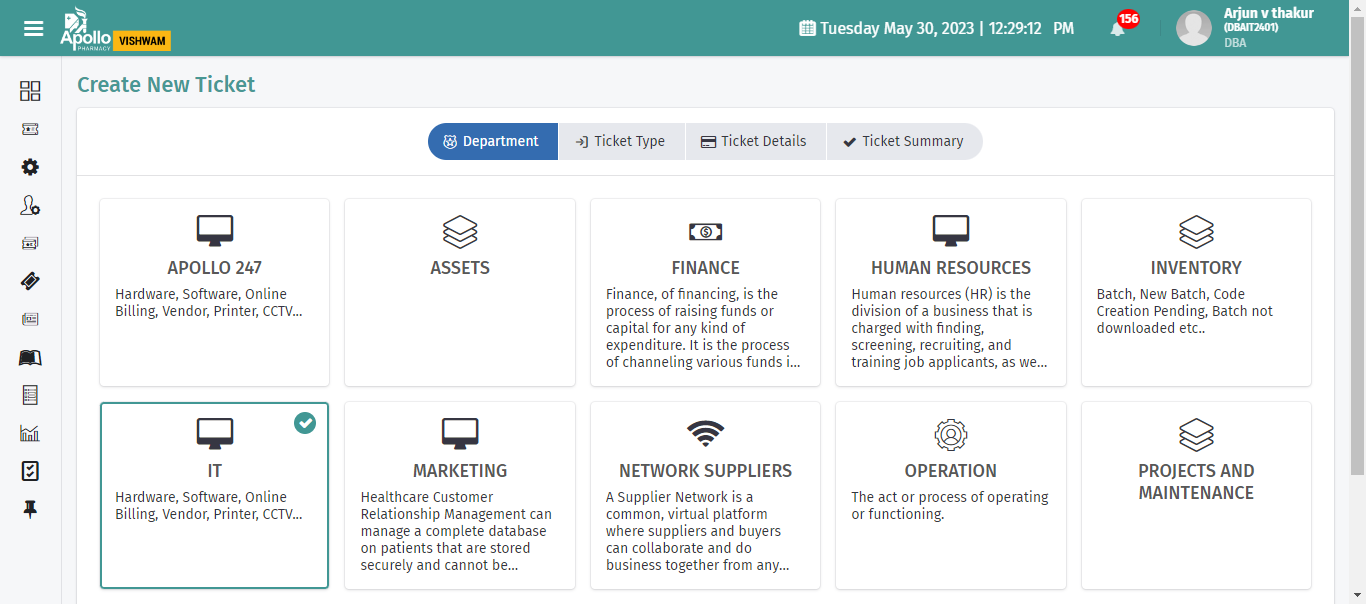 Apollo
PHARMACY
VISHWAM
Tuesday May 30, 2023 | 12:29:12 PM
156
Arjun v thakur
(DBAIT2401)
DBA
Create New Ticket
Department
Ticket Type
Ticket Details
Ticket Summary
APOLLO 247
Hardware, Software, Online
Billing, Vendor, Printer, CCTV...
ASSETS
FINANCE
Finance, of financing, is the
process of raising funds or
capital for any kind of
expenditure. It is the process
of channeling various funds i...
HUMAN RESOURCES
Human resources (HR) is the
division of a business that is
charged with finding,
screening, recruiting, and
training job applicants, as we...
INVENTORY
Batch, New Batch, Code
Creation Pending, Batch not
downloaded etc..
IT
Hardware, Software, Online
Billing, Vendor, Printer, CCTV...
MARKETING
Healthcare Customer
Relationship Management can
manage a complete database
on patients that are stored
securely and cannot be...
NETWORK SUPPLIERS
A Supplier Network is a
common, virtual platform
where suppliers and buyers
can collaborate and do
business together from any...
OPERATION
The act or process of operating
or functioning.
PROJECTS AND
MAINTENANCE